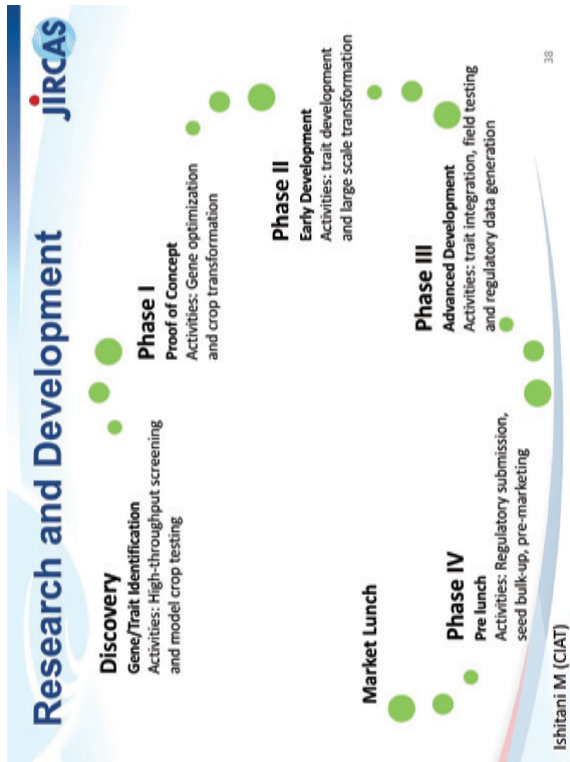 Research and Development
JIRCAS
Discovery
Gene/Trait Identification
Activities: High-throughput screening
and model crop testing
Phase I
Proof of Concept
Activities: Gene optimization
and crop transformation
Phase II
Early Development
Activities: trait development
and large scale transformation
Phase III
Advanced Development
Activities: trait integration, field testing
and regulatory data generation
Phase IV
Pre lunch
Activities: Regulatory submission,
seed bulk-up, pre-marketing
Market Lunch
Ishitani M (CIAT)
38